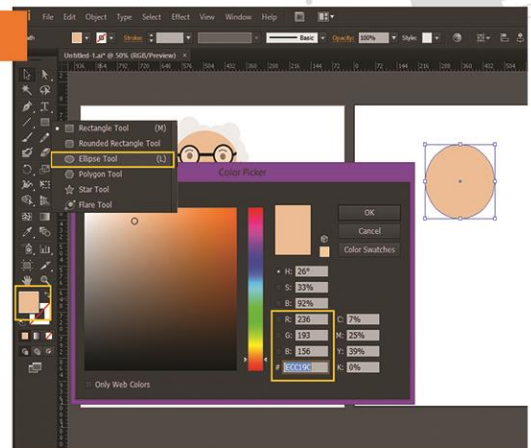 File Edit Object Type Select Effect View Window Help
Stroke: Basic Opacity: 100% Style:
Untitled-1.ai* @ 50% (RGB/Preview) ×
Rectangle Tool (M)
Rounded Rectangle Tool
Ellipse Tool (L)
Polygon Tool
Star Tool
Flare Tool
Color Picker
OK
Cancel
Color Swatches
H: 26°
S: 33%
B: 92%
R: 236 C: 7%
G: 193 M: 25%
B: 156 Y: 39%
# ECC19C K: 0%
Only Web Colors